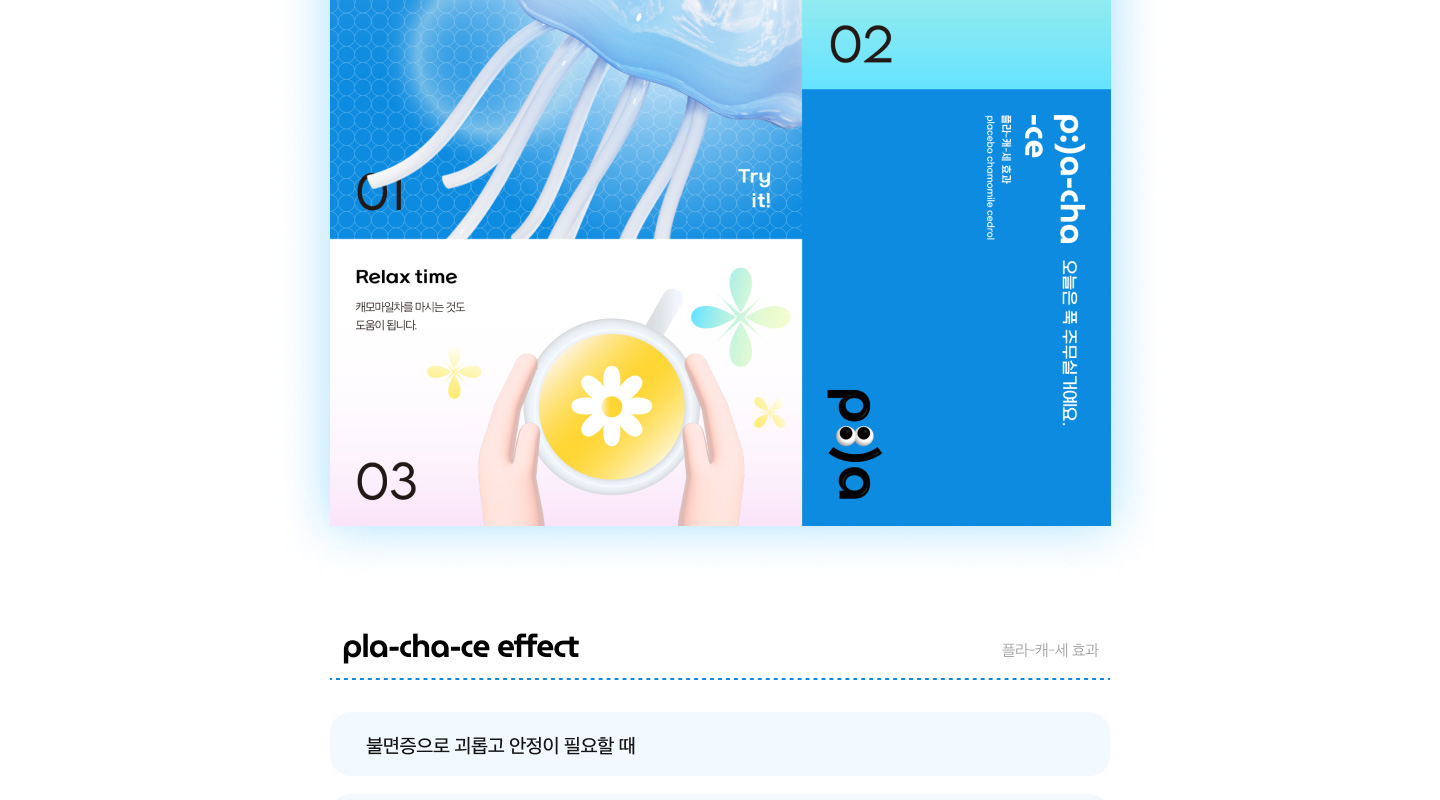 01
Try
it!
02
p:)a-cha
-ce
플라-캐-세 효과
placebo chamomile cedrol
오늘은 푹 주무실거예요.
p:)a
Relax time
캐모마일차를 마시는 것도
도움이 됩니다.
03
pla-cha-ce effect
플라-캐-세 효과
불면증으로 괴롭고 안정이 필요할 때